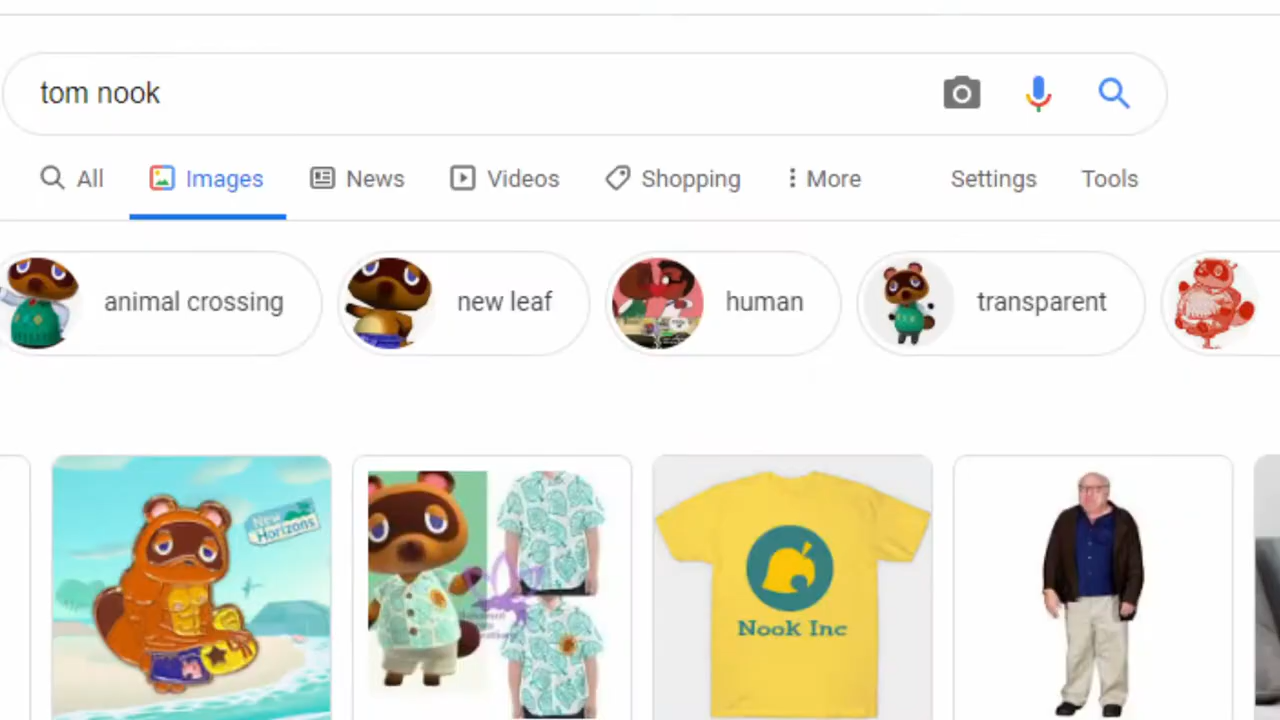 tom nook
All Images News Videos Shopping More Settings Tools
animal crossing new leaf human transparent
New Horizons
Nook Inc